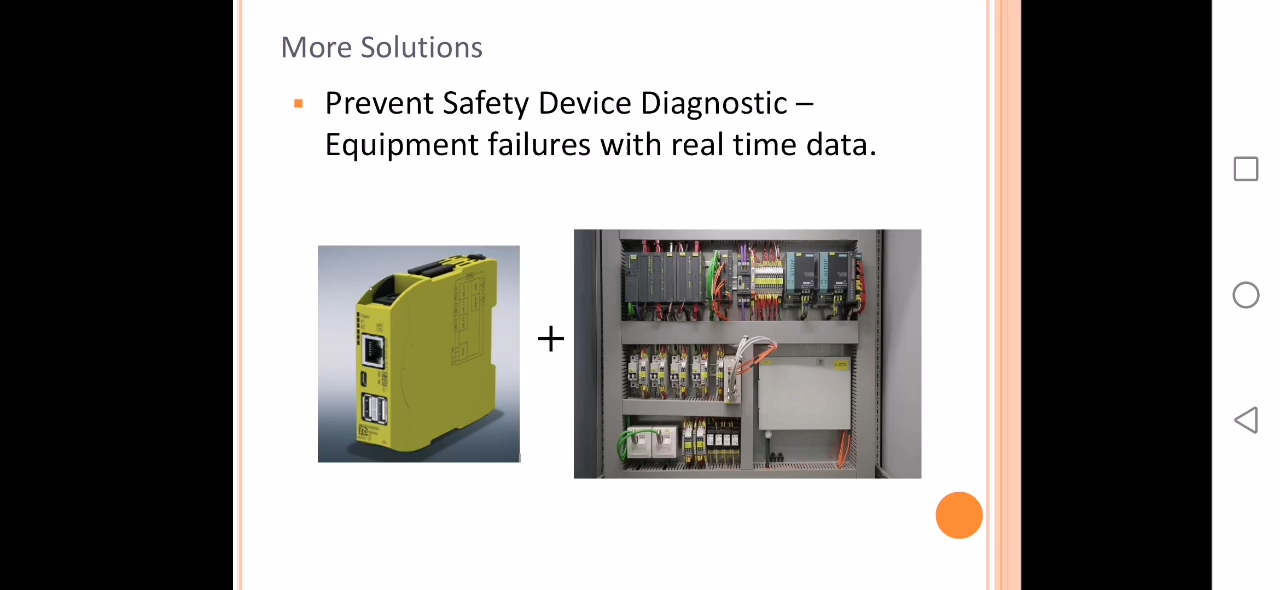 More Solutions
Prevent Safety Device Diagnostic –
Equipment failures with real time data.
+